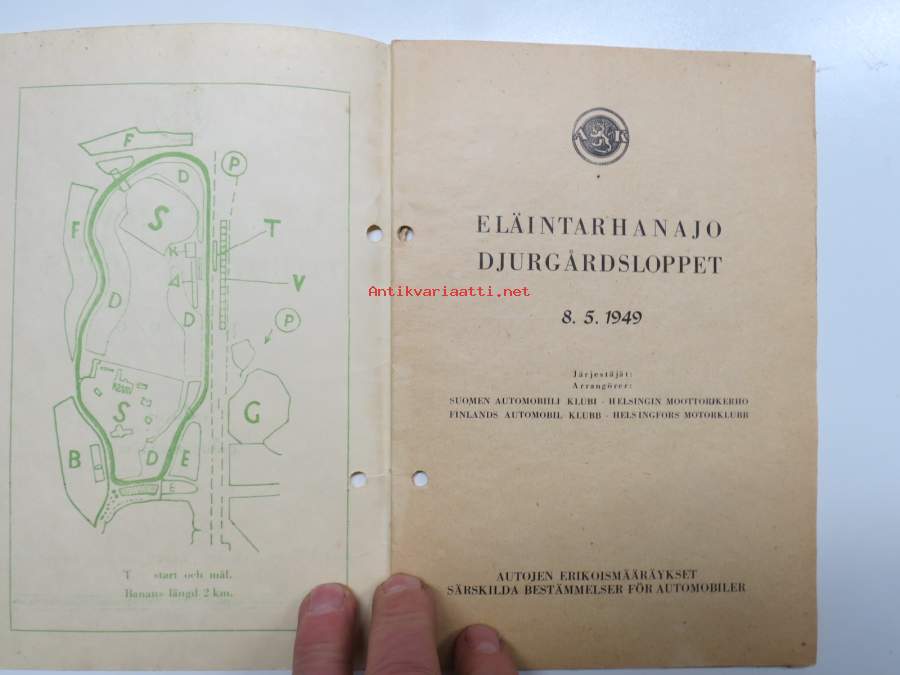 F
D
P
S
T
F
K
V
D
D
P
S
G
B
D
E
E
T start och mål.
Banans längd 2 km.
A K
ELÄINTARHANAJO
DJURGÅRDSLOPPET
Antikvariaatti.net
8. 5. 1949
Järjestäjät:
Arrangörer:
SUOMEN AUTOMOBIILI KLUBI - HELSINGIN MOOTTORIKERHO
FINLANDS AUTOMOBIL KLUBB - HELSINGFORS MOTORKLUBB
AUTOJEN ERIKOISMÄÄRÄYKSET
SÄRSKILDA BESTÄMMELSER FÖR AUTOMOBILER